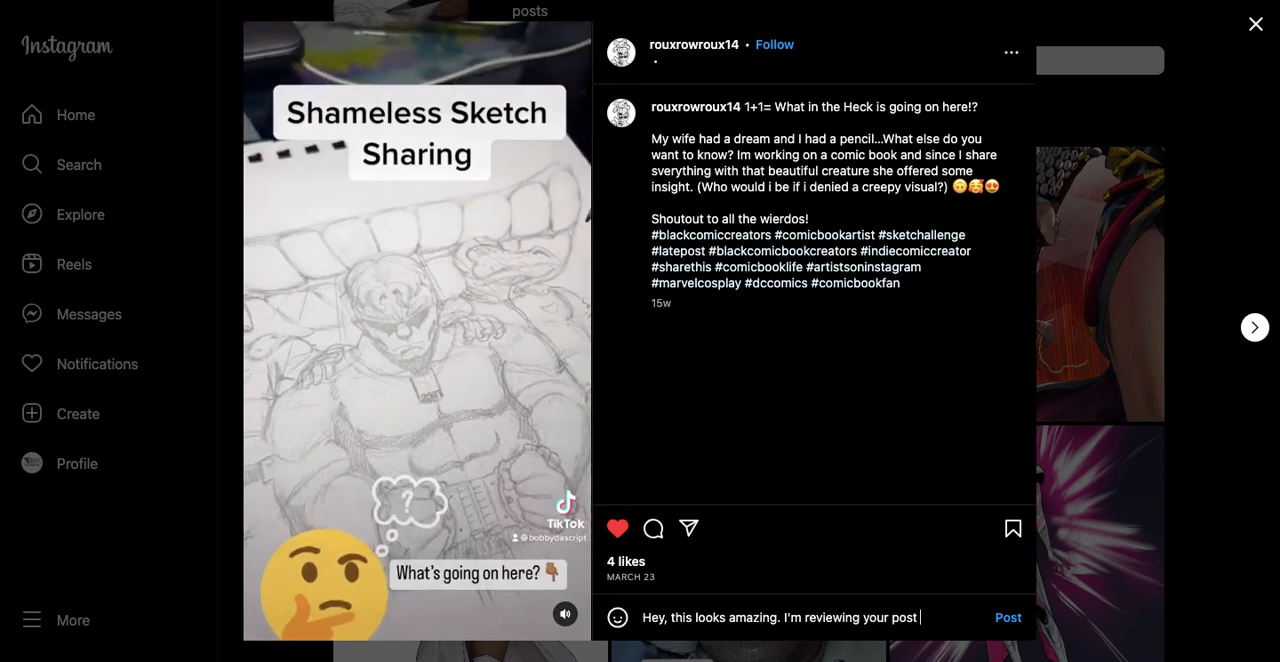 posts
Instagram
Home
Search
Explore
Reels
Messages
Notifications
Create
Profile
More
Shameless Sketch
Sharing
?
TikTok
@bobbydascript
What's going on here? 👇🏾
rouxrowroux14 • Follow
•
rouxrowroux14 1+1= What in the Heck is going on here!?
My wife had a dream and I had a pencil...What else do you
want to know? Im working on a comic book and since I share
sverything with that beautiful creature she offered some
insight. (Who would i be if i denied a creepy visual?) 🙃🥰😍
Shoutout to all the wierdos!
#blackcomiccreators #comicbookartist #sketchallenge
#latepost #blackcomicbookcreators #indiecomiccreator
#sharethis #comicbooklife #artistsoninstagram
#marvelcosplay #dccomics #comicbookfan
15w
4 likes
MARCH 23
Hey, this looks amazing. I'm reviewing your post
Post